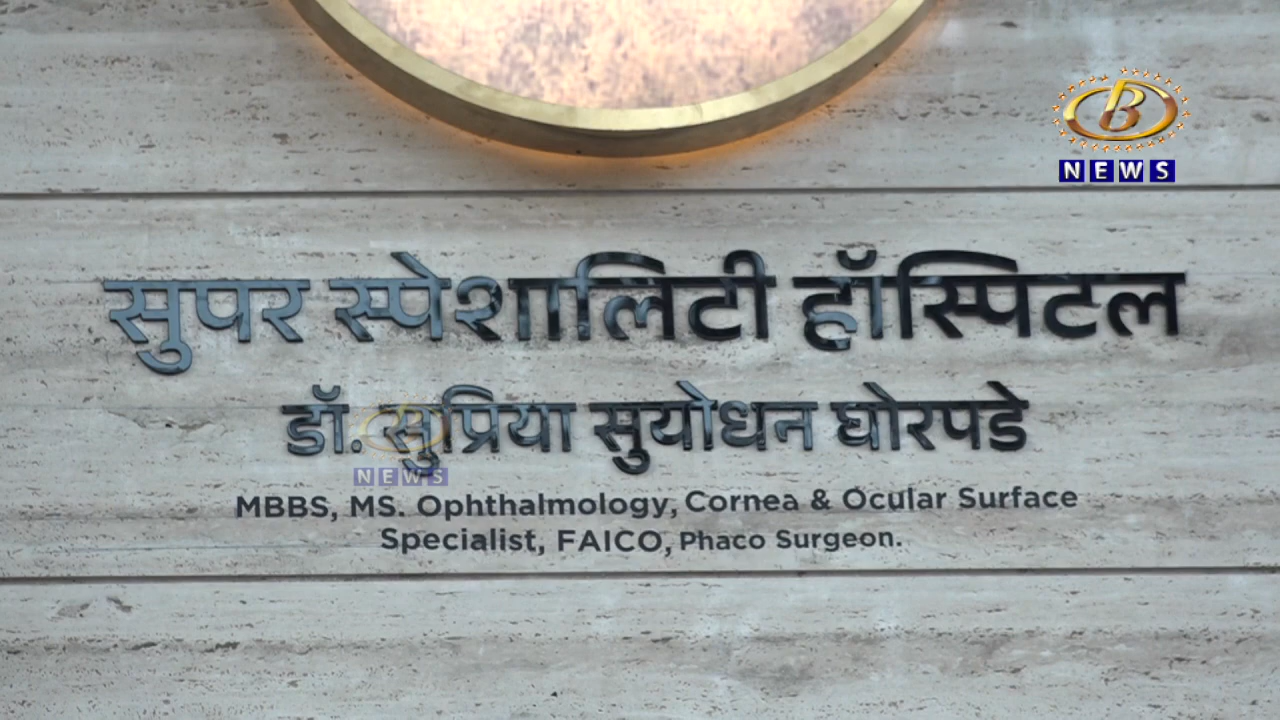 B
NEWS
सुपर स्पेशालिटी हॉस्पिटल
डॉ. सुप्रिया सुयोधन घोरपडे
NEWS
MBBS, MS. Ophthalmology, Cornea & Ocular Surface
Specialist, FAICO, Phaco Surgeon.